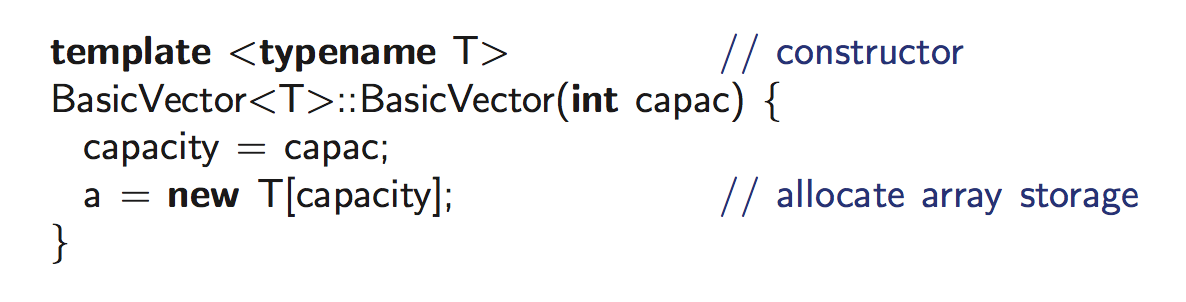 template <typename T> // constructor
BasicVector<T>::BasicVector(int capac) {
capacity = capac;
a = new T[capacity]; // allocate array storage
}